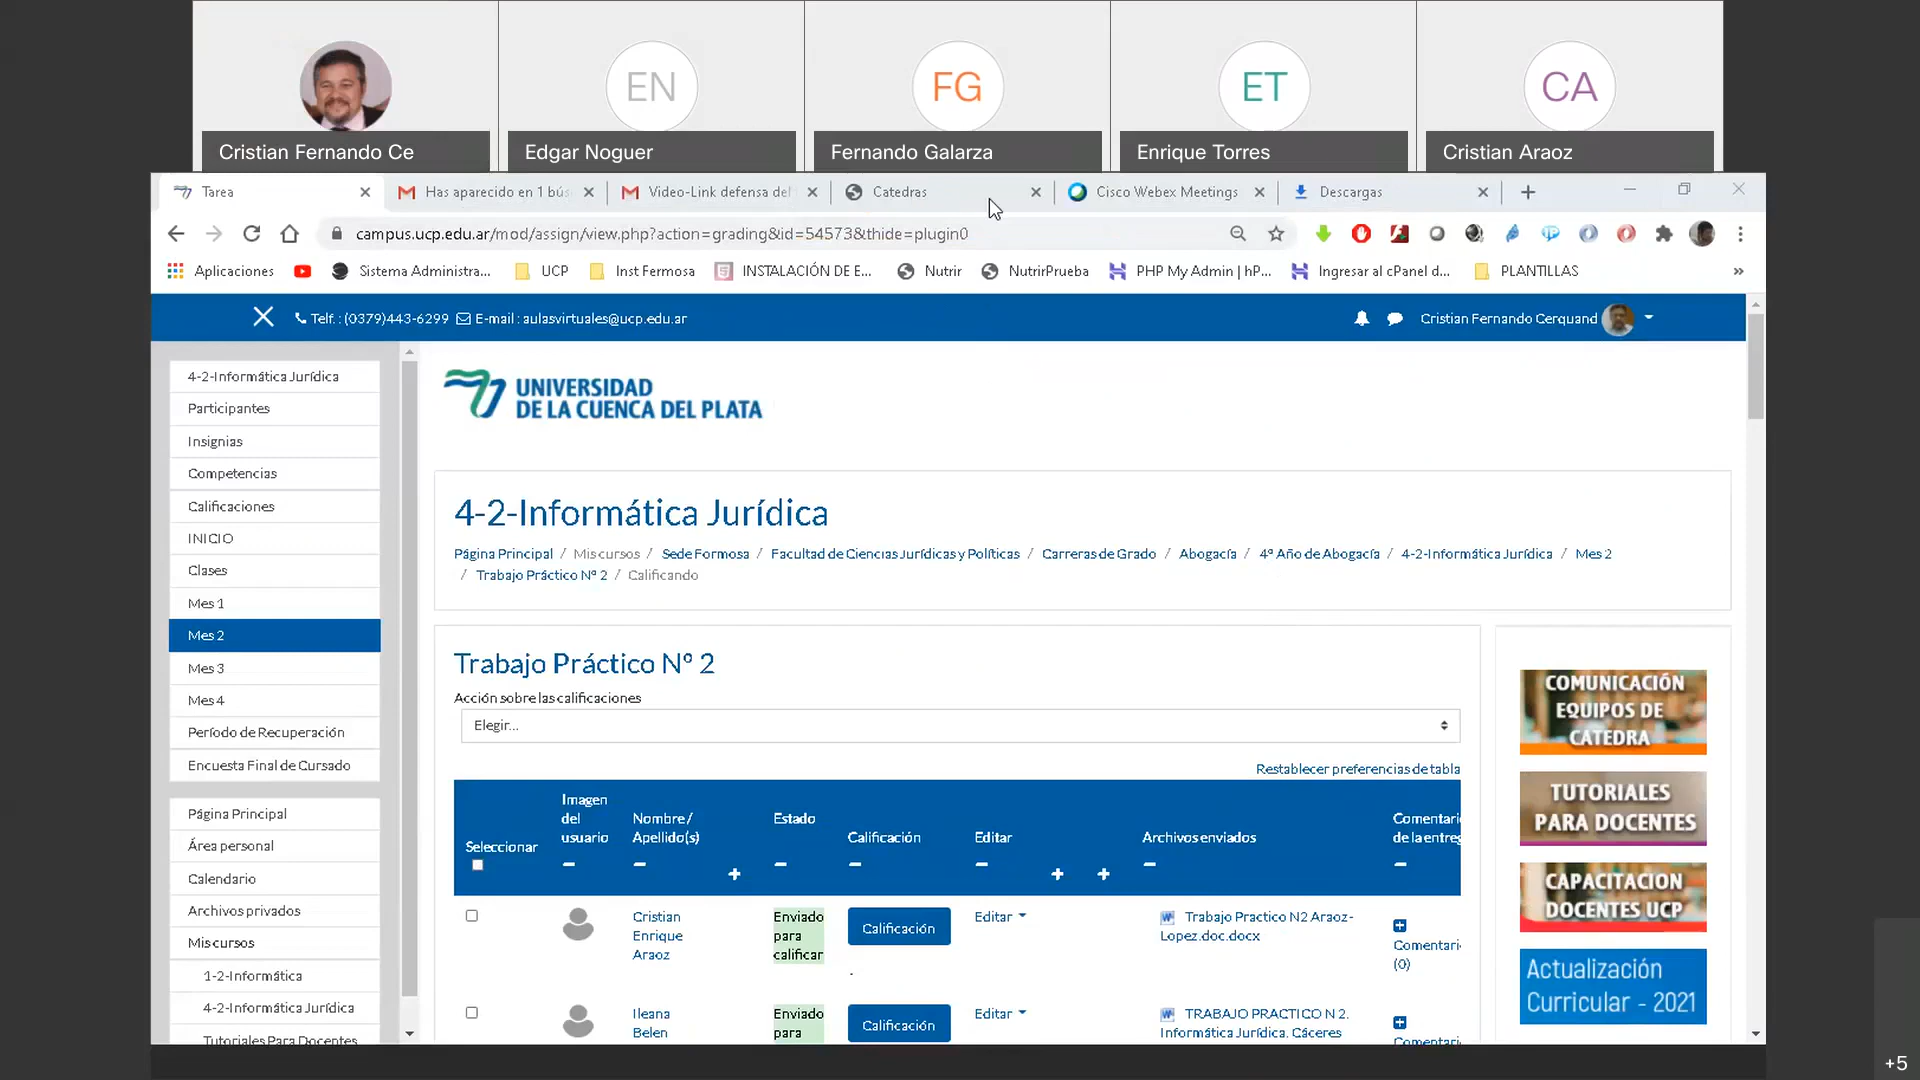 EN
FG
ET
CA
Cristian Fernando Ce
Edgar Noguer
Fernando Galarza
Enrique Torres
Cristian Araoz
Tarea
Has aparecido en 1 bús
Video-Link defensa del
Catedras
Cisco Webex Meetings
Descargas
campus.ucp.edu.ar/mod/assign/view.php?action=grading&id=54573&thide=plugin0
Aplicaciones
Sistema Administra...
UCP
Inst Fermosa
INSTALACIÓN DE E...
Nutrir
NutrirPrueba
PHP My Admin | hP...
Ingresar al cPanel d...
PLANTILLAS
»
Telf. : (0379)443-6299
E-mail : aulasvirtuales@ucp.edu.ar
Cristian Fernando Cerquand
4-2-Informática Jurídica
Participantes
Insignias
Competencias
Calificaciones
INICIO
Clases
Mes 1
Mes 2
Mes 3
Mes 4
Período de Recuperación
Encuesta Final de Cursado
Página Principal
Área personal
Calendario
Archivos privados
Mis cursos
1-2-Informática
4-2-Informática Jurídica
Tutoriales Para Docentes
UNIVERSIDAD
DE LA CUENCA DEL PLATA
4-2-Informática Jurídica
Página Principal / Mis cursos / Sede Formosa / Facultad de Ciencias Jurídicas y Políticas / Carreras de Grado / Abogacía / 4º Año de Abogacía / 4-2-Informática Jurídica / Mes 2
/ Trabajo Práctico Nº 2 / Calificando
Trabajo Práctico Nº 2
Acción sobre las calificaciones
Elegir...
Restablecer preferencias de tabla
Seleccionar
Imagen
del
usuario
Nombre /
Apellido(s)
Estado
Calificación
Editar
Archivos enviados
Comentari
de la entreg
Cristian
Enrique
Araoz
Enviado
para
calificar
Calificación
Editar
Trabajo Practico N2 Araoz-
Lopez.doc.docx
Comentari
(0)
Ileana
Belen
Enviado
para
Calificación
Editar
TRABAJO PRACTICO N 2.
Informática Jurídica. Cáceres
Comentari
COMUNICACIÓN
EQUIPOS DE
CATEDRA
TUTORIALES
PARA DOCENTES
CAPACITACION
DOCENTES UCP
Actualización
Curricular - 2021
+5